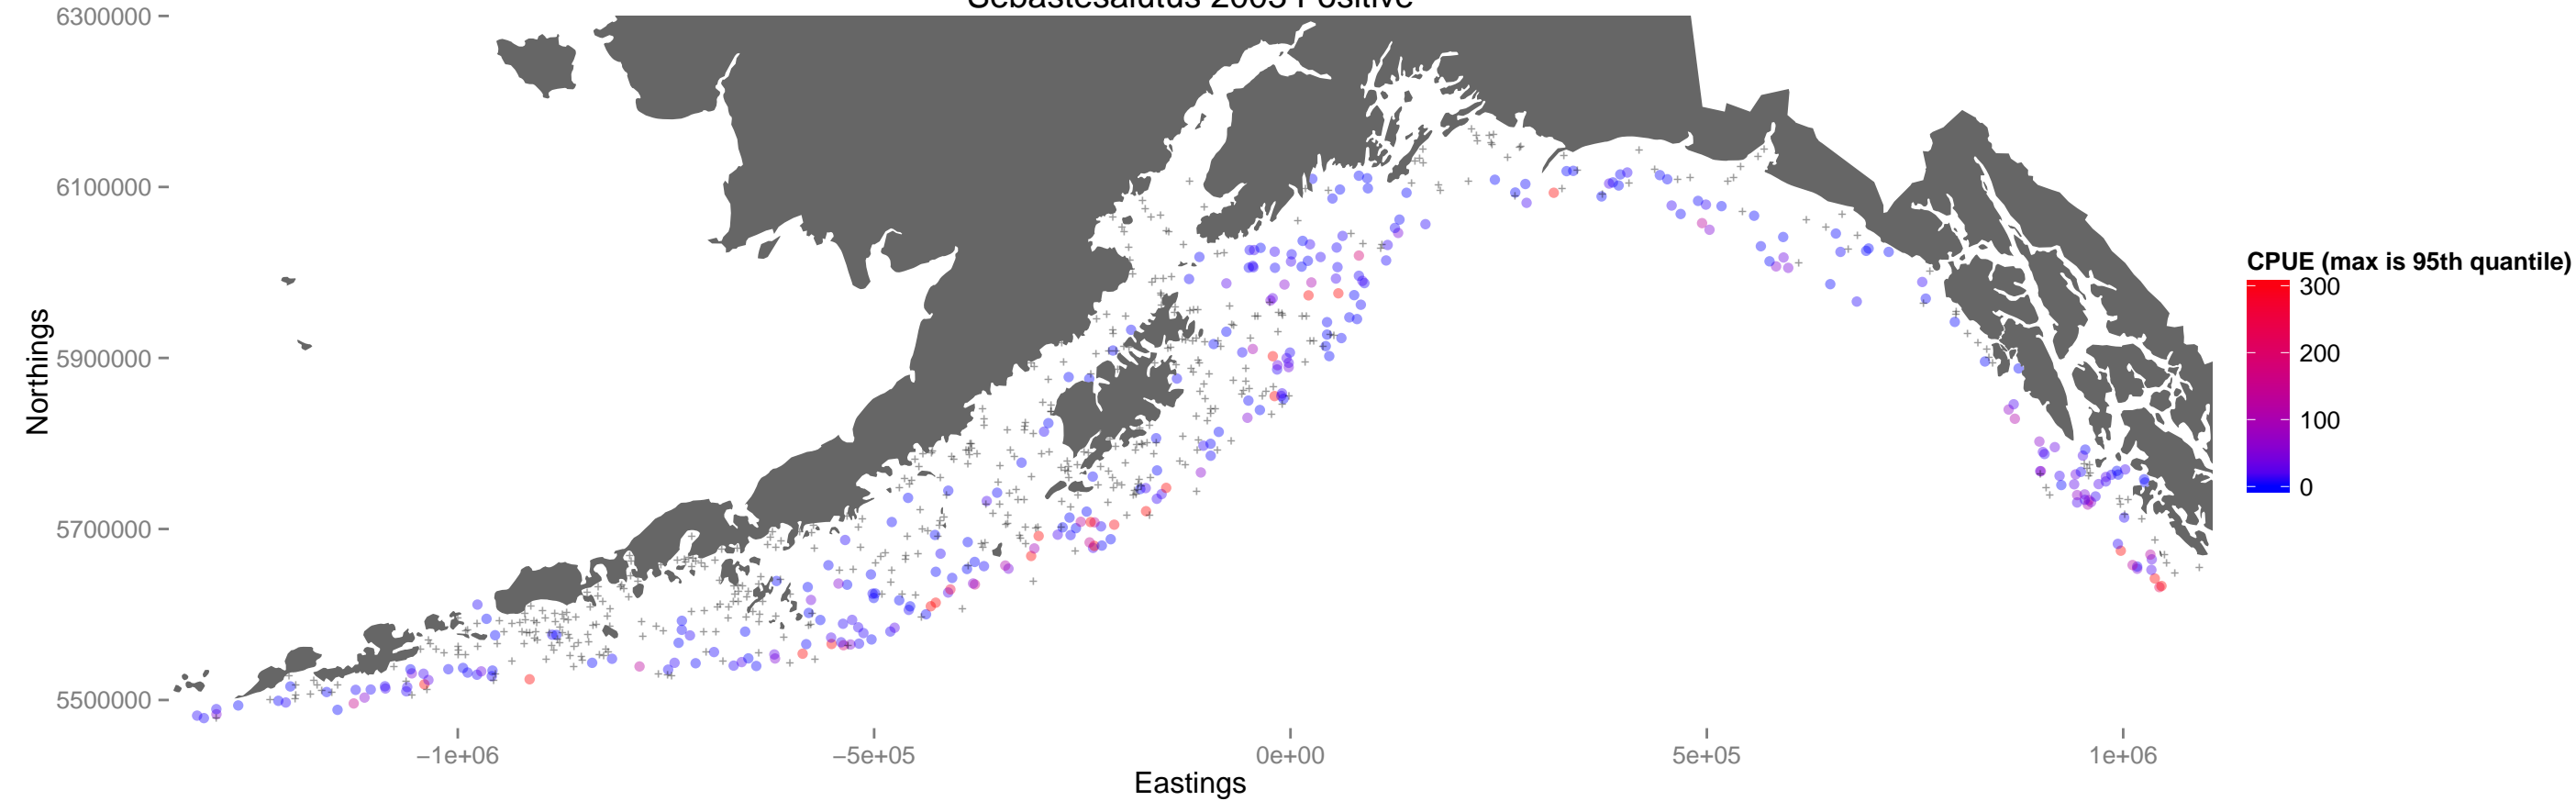 Sebastesalutus 2005 Positive
6300000
6100000
5900000
5700000
5500000
Northings
−1e+06
−5e+05
0e+00
5e+05
1e+06
Eastings
CPUE (max is 95th quantile)
300
200
100
0